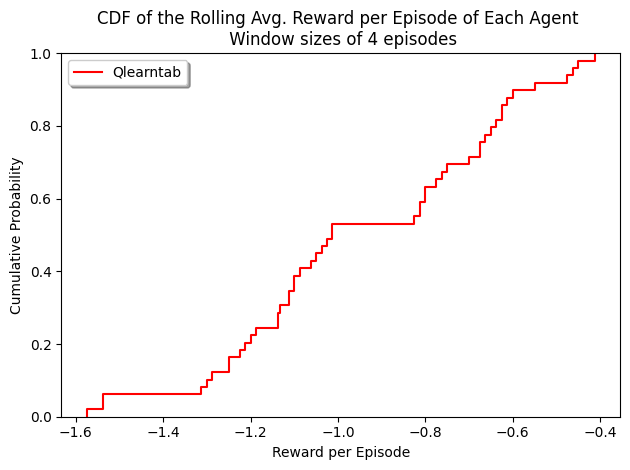 CDF of the Rolling Avg. Reward per Episode of Each Agent
Window sizes of 4 episodes
Qlearntab
Cumulative Probability
1.0
0.8
0.6
0.4
0.2
0.0
−1.6 −1.4 −1.2 −1.0 −0.8 −0.6 −0.4
Reward per Episode